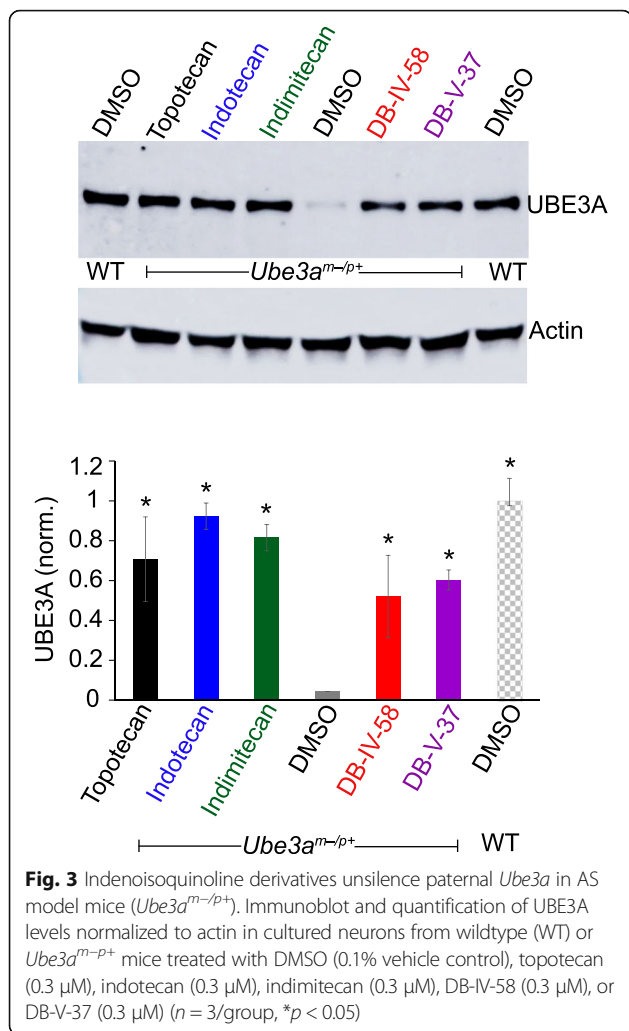 DMSO Topotecan Indotecan Indimitecan DMSO DB-IV-58 DB-V-37 DMSO
UBE3A
WT Ube3a^m–/p+ WT
Actin
UBE3A (norm.)
1.2
1
0.8
0.6
0.4
0.2
0
* * * * * *
Topotecan Indotecan Indimitecan DMSO DB-IV-58 DB-V-37 DMSO
Ube3a^m–/p+ WT
Fig. 3 Indenoisoquinoline derivatives unsilence paternal Ube3a in AS
model mice (Ube3a^m–/p+). Immunoblot and quantification of UBE3A
levels normalized to actin in cultured neurons from wildtype (WT) or
Ube3a^m–p+ mice treated with DMSO (0.1% vehicle control), topotecan
(0.3 μM), indotecan (0.3 μM), indimitecan (0.3 μM), DB-IV-58 (0.3 μM), or
DB-V-37 (0.3 μM) (n = 3/group, *p < 0.05)